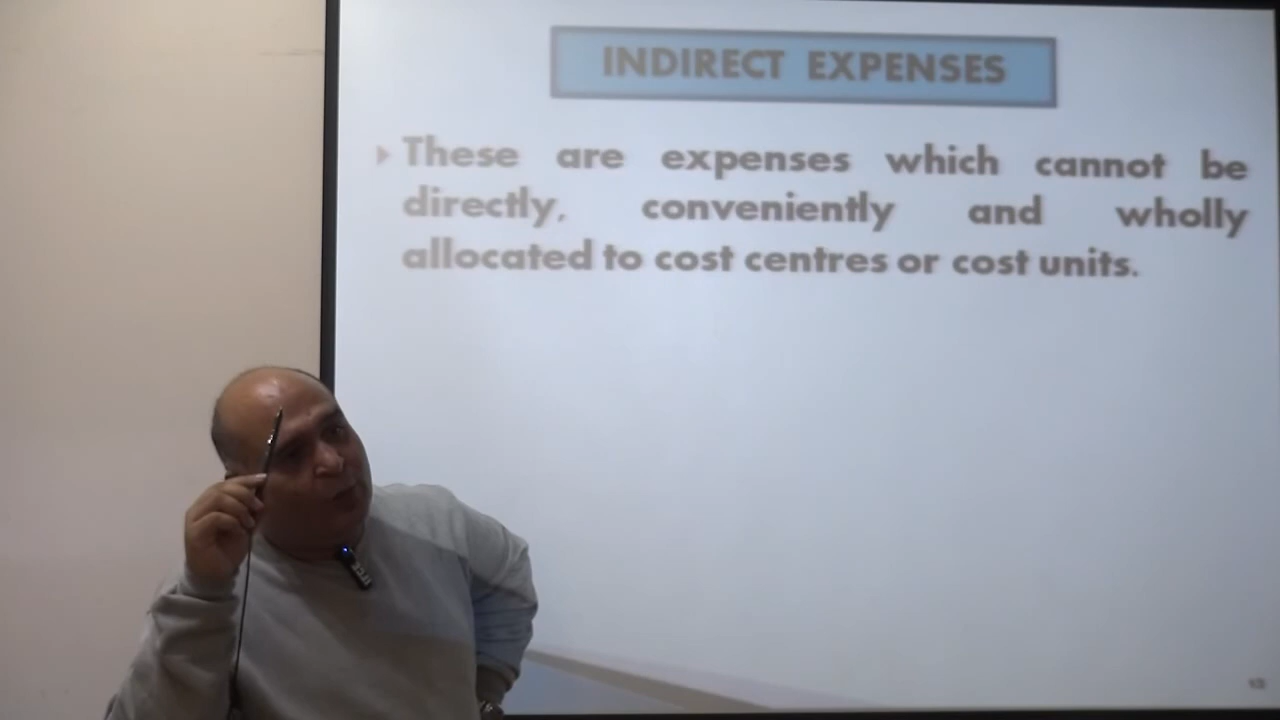 INDIRECT EXPENSES
These are expenses which cannot be
directly, conveniently and wholly
allocated to cost centres or cost units.